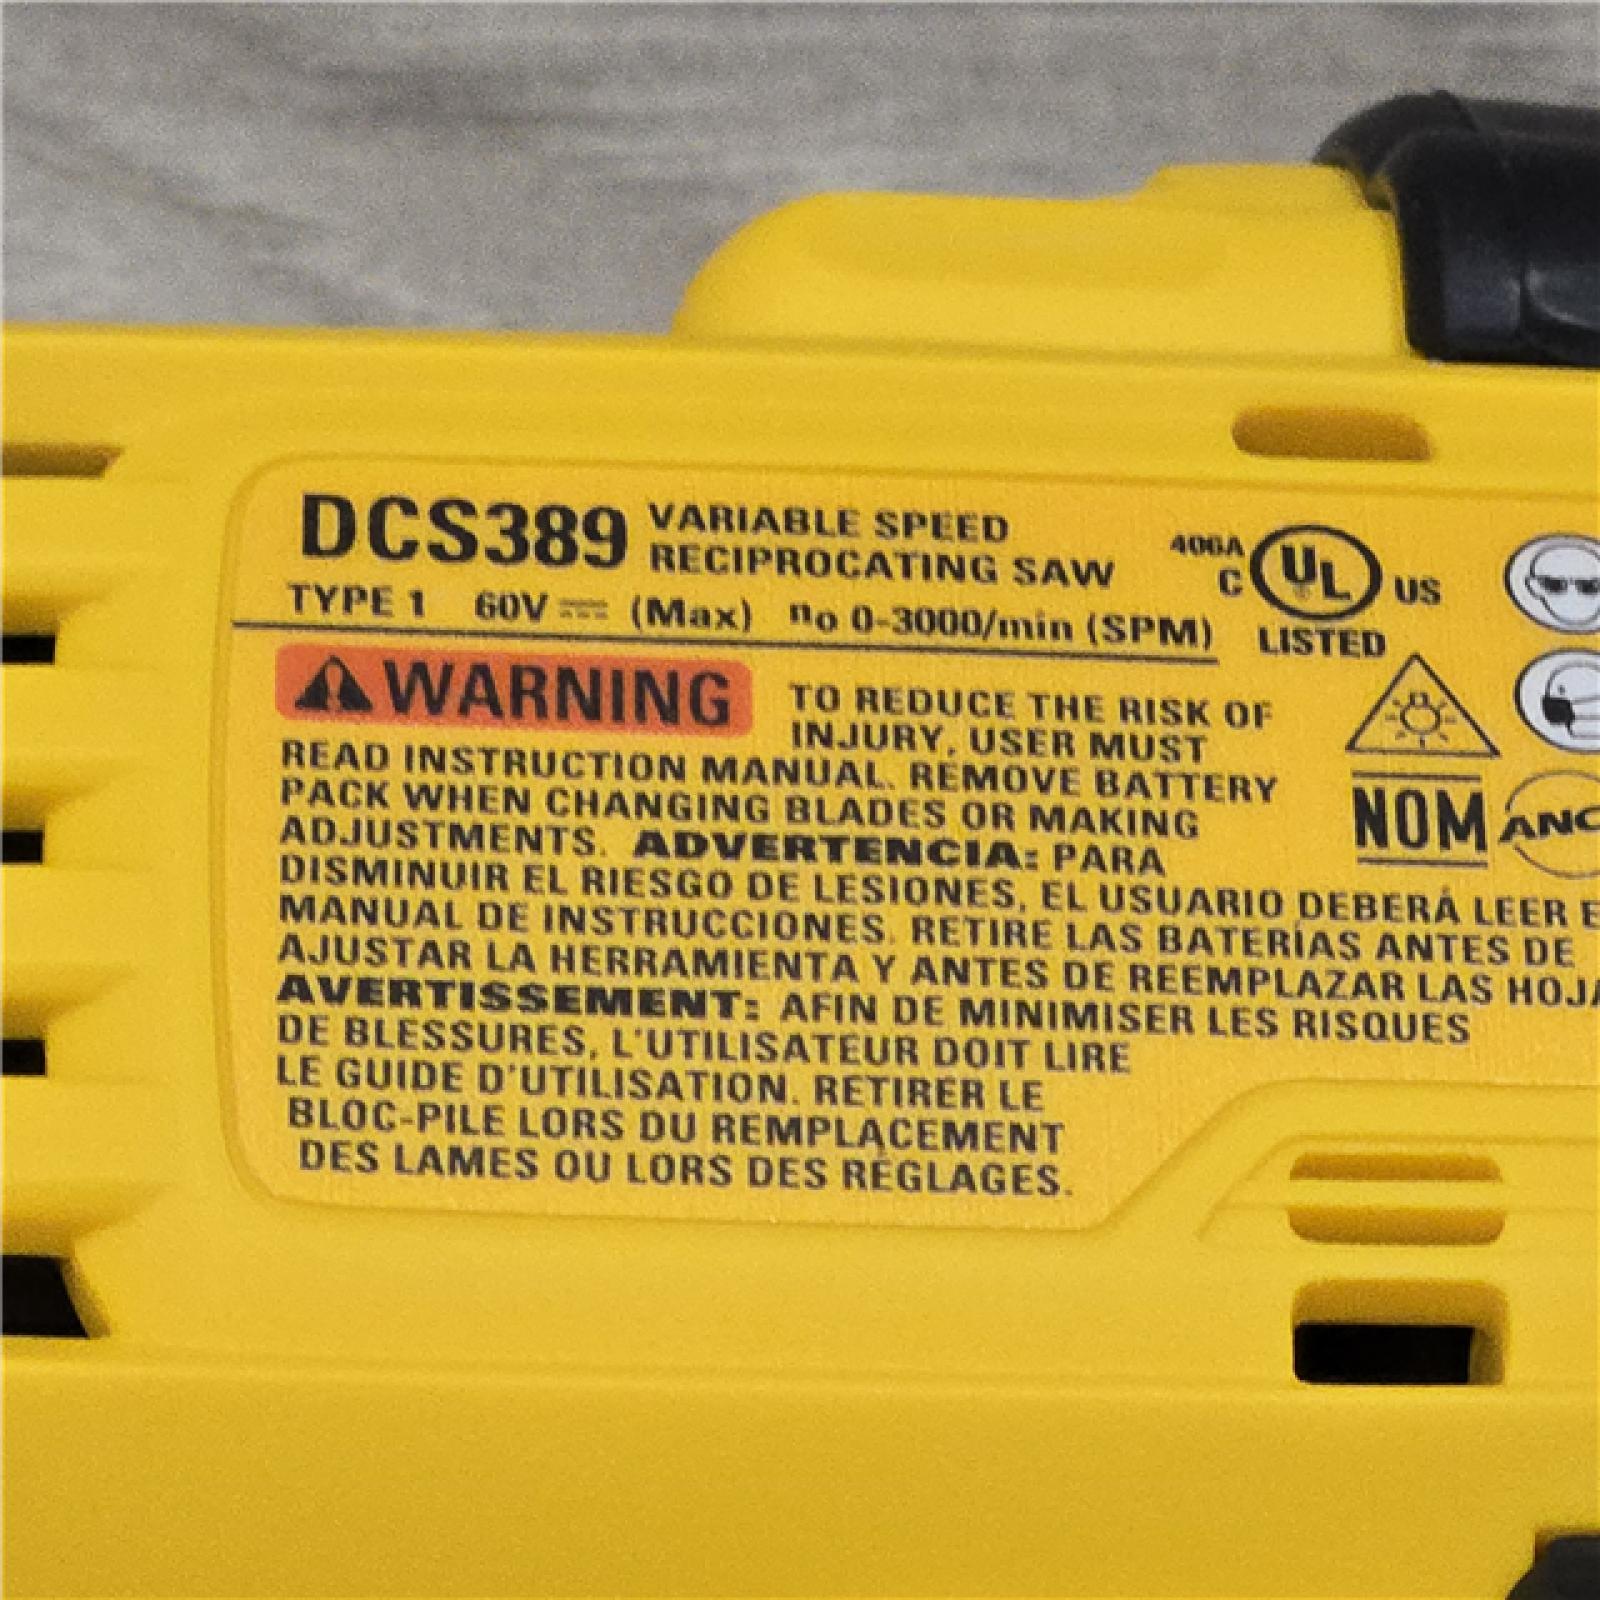 DCS389 VARIABLE SPEED
RECIPROCATING SAW
TYPE 1 60V ⎓ (Max) no 0-3000/min (SPM)
406A
C UL US
LISTED
WARNING TO REDUCE THE RISK OF
INJURY, USER MUST
READ INSTRUCTION MANUAL. REMOVE BATTERY
PACK WHEN CHANGING BLADES OR MAKING
ADJUSTMENTS. ADVERTENCIA: PARA
DISMINUIR EL RIESGO DE LESIONES, EL USUARIO DEBERÁ LEER E
MANUAL DE INSTRUCCIONES. RETIRE LAS BATERÍAS ANTES DE
AJUSTAR LA HERRAMIENTA Y ANTES DE REEMPLAZAR LAS HOJA
AVERTISSEMENT: AFIN DE MINIMISER LES RISQUES
DE BLESSURES, L'UTILISATEUR DOIT LIRE
LE GUIDE D'UTILISATION. RETIRER LE
BLOC-PILE LORS DU REMPLACEMENT
DES LAMES OU LORS DES RÉGLAGES.
NOM
ANC